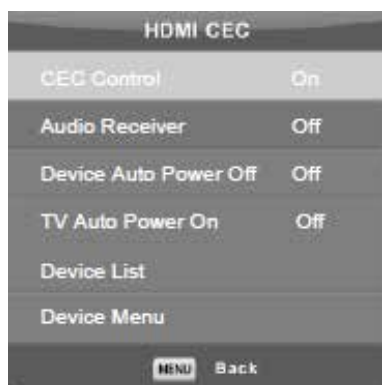 HDMI CEC
CEC Control On
Audio Receiver Off
Device Auto Power Off Off
TV Auto Power On Off
Device List
Device Menu
MENU Back